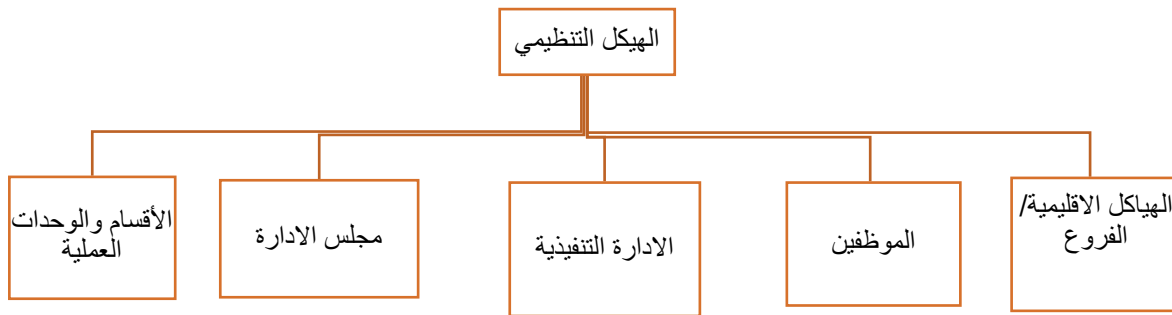 الهيكل التنظيمي
الهياكل الاقليمية/
الفروع
الموظفين
الادارة التنفيذية
مجلس الادارة
الأقسام والوحدات
العملية